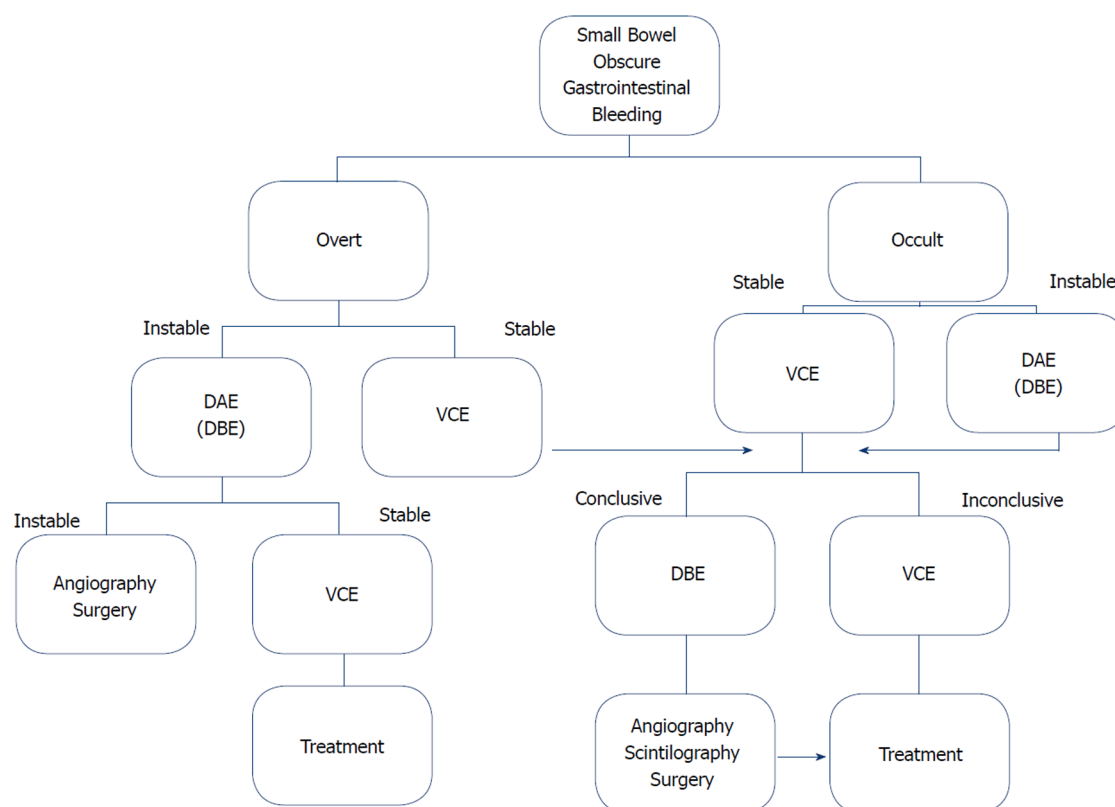 Small Bowel
Obscure
Gastrointestinal
Bleeding
Overt
Occult
Instable
Stable
Stable
Instable
DAE
(DBE)
VCE
VCE
DAE
(DBE)
Instable
Stable
Conclusive
Inconclusive
Angiography
Surgery
VCE
DBE
VCE
Treatment
Angiography
Scintilography
Surgery
Treatment